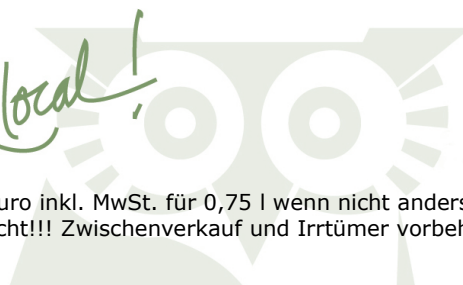 local!
uro inkl. MwSt. für 0,75 l wenn nicht anders
cht!!! Zwischenverkauf und Irrtümer vorbeh